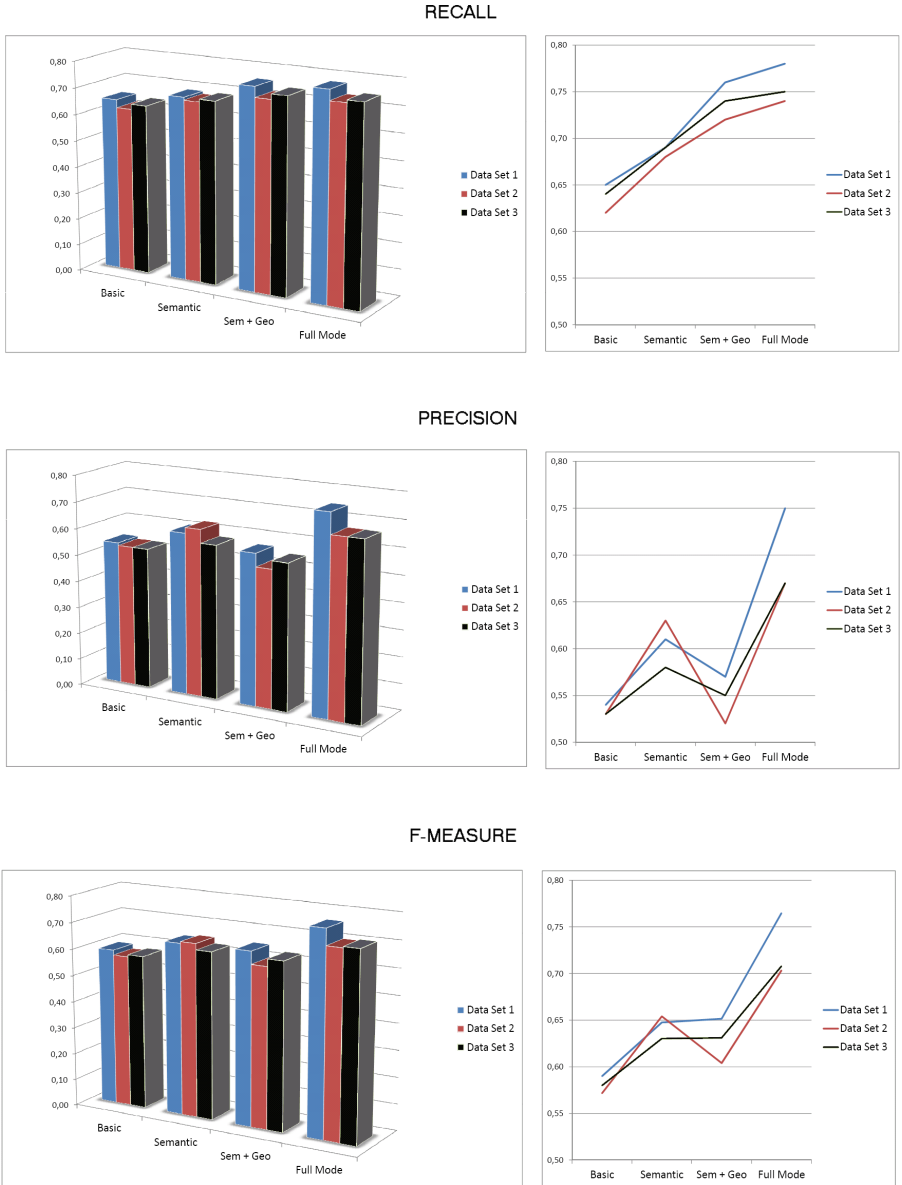 RECALL
0,80
0,70
0,60
0,50
0,40
0,30
0,20
0,10
0,00
Basic
Semantic
Sem + Geo
Full Mode
Data Set 1
Data Set 2
Data Set 3
0,80
0,75
0,70
0,65
0,60
0,55
0,50
Basic
Semantic
Sem + Geo
Full Mode
Data Set 1
Data Set 2
Data Set 3
PRECISION
0,80
0,70
0,60
0,50
0,40
0,30
0,20
0,10
0,00
Basic
Semantic
Sem + Geo
Full Mode
Data Set 1
Data Set 2
Data Set 3
0,80
0,75
0,70
0,65
0,60
0,55
0,50
Basic
Semantic
Sem + Geo
Full Mode
Data Set 1
Data Set 2
Data Set 3
F-MEASURE
0,80
0,70
0,60
0,50
0,40
0,30
0,20
0,10
0,00
Basic
Semantic
Sem + Geo
Full Mode
Data Set 1
Data Set 2
Data Set 3
0,80
0,75
0,70
0,65
0,60
0,55
0,50
Basic
Semantic
Sem + Geo
Full Mode
Data Set 1
Data Set 2
Data Set 3